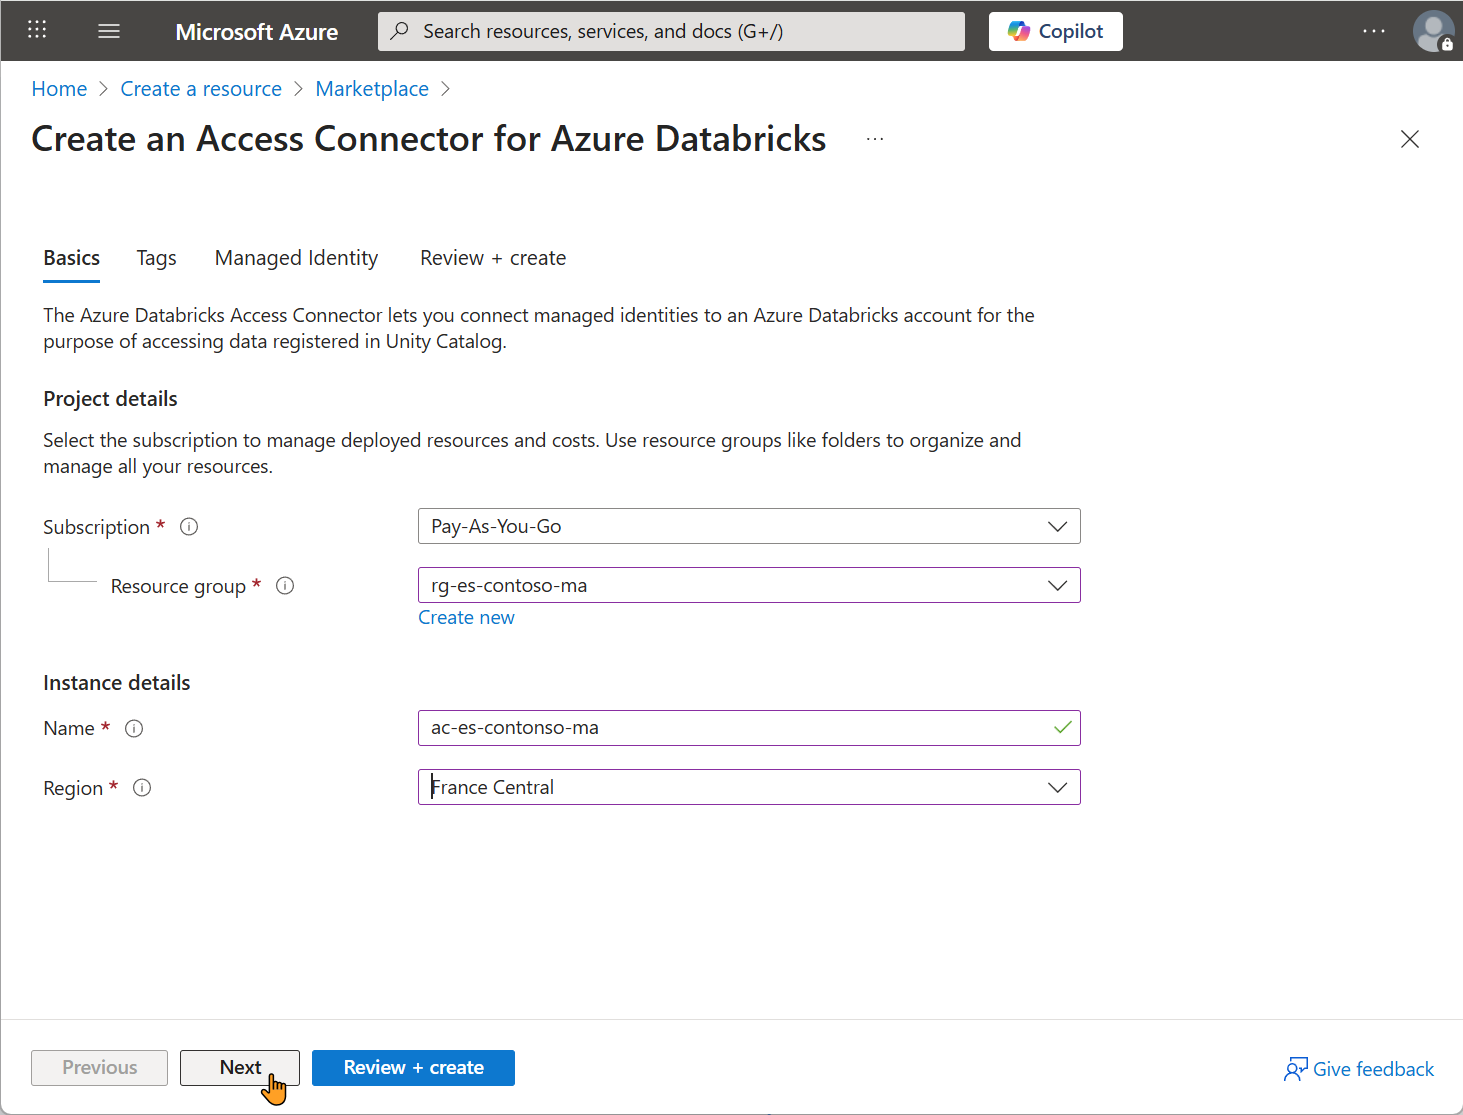 Microsoft Azure
Search resources, services, and docs (G+/)
Copilot
Home > Create a resource > Marketplace >
Create an Access Connector for Azure Databricks ...
Basics Tags Managed Identity Review + create
The Azure Databricks Access Connector lets you connect managed identities to an Azure Databricks account for the
purpose of accessing data registered in Unity Catalog.
Project details
Select the subscription to manage deployed resources and costs. Use resource groups like folders to organize and
manage all your resources.
Subscription *
Pay-As-You-Go
Resource group *
rg-es-contoso-ma
Create new
Instance details
Name *
ac-es-contonso-ma
Region *
France Central
Previous
Next
Review + create
Give feedback